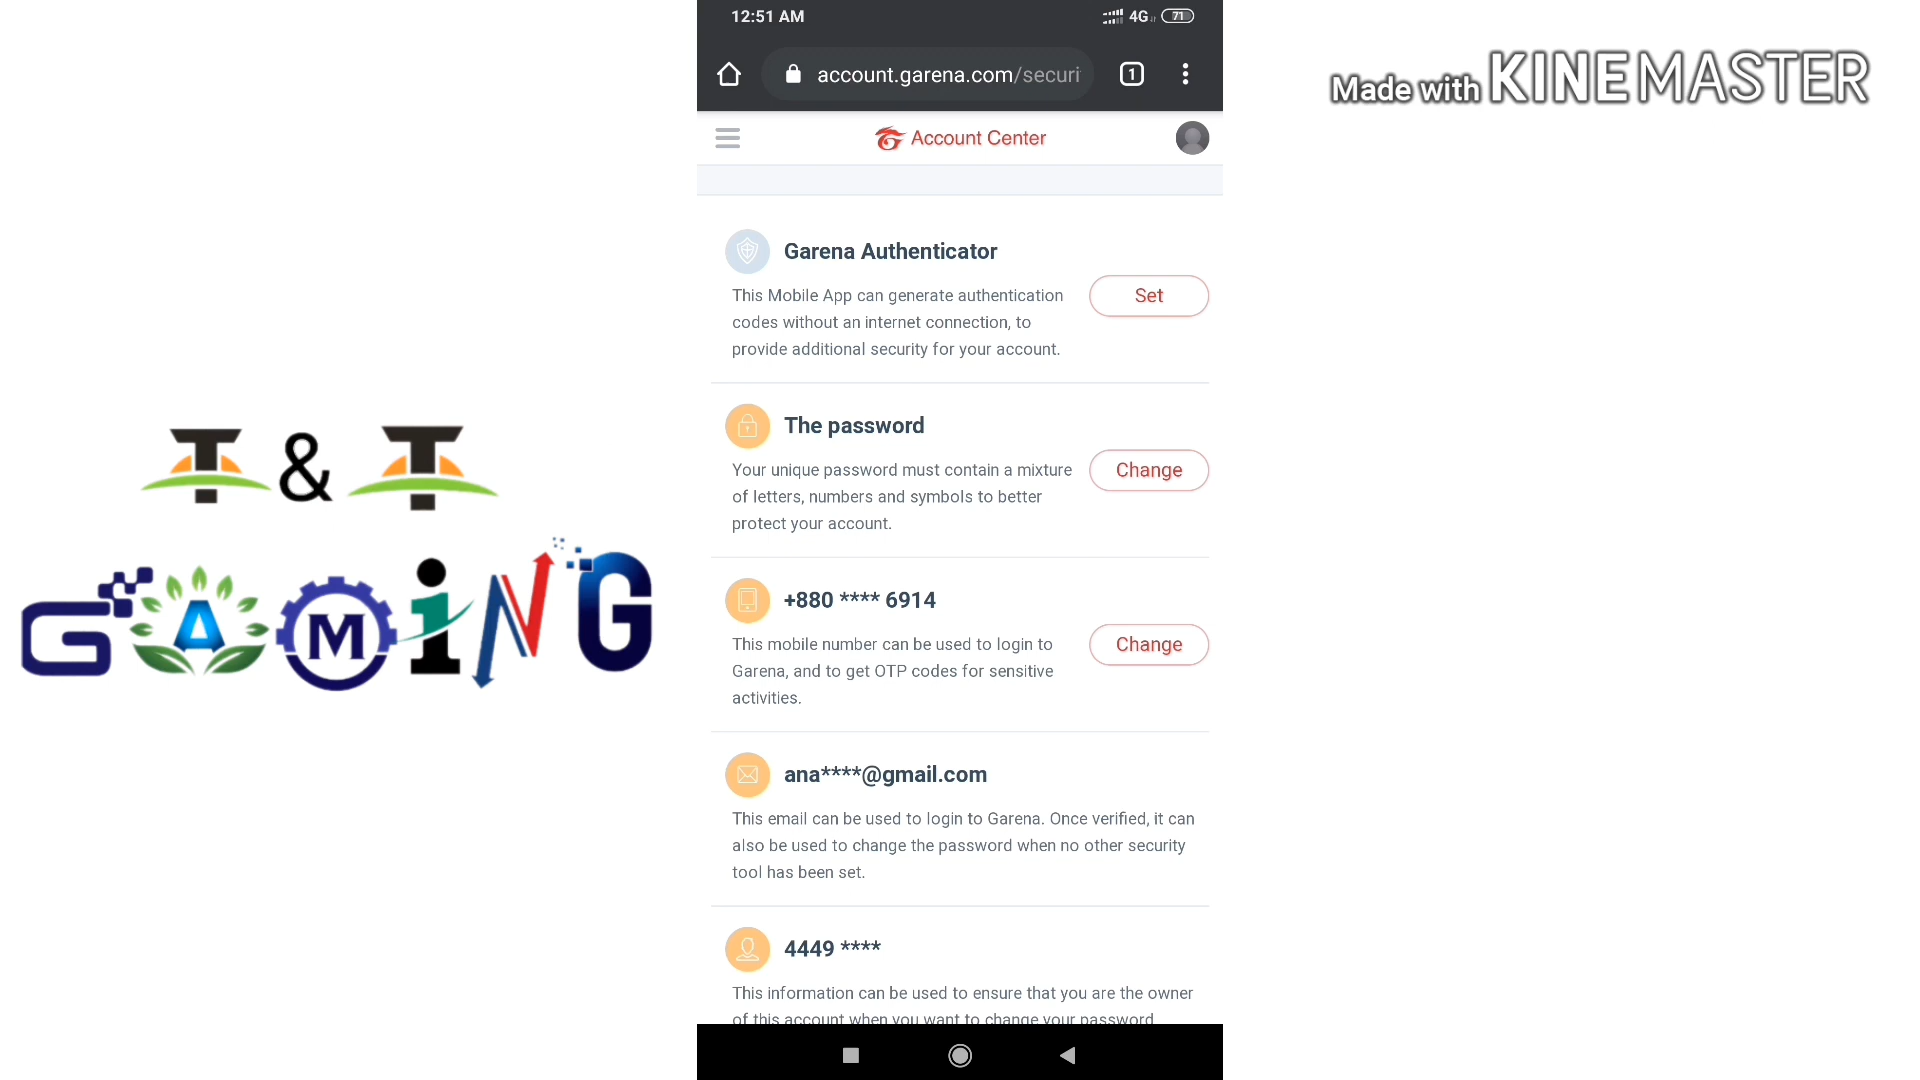 12:51 AM
4G
71
account.garena.com/securi
1
Made with KINEMASTER
Account Center
Garena Authenticator
This Mobile App can generate authentication
codes without an internet connection, to
provide additional security for your account.
Set
The password
Your unique password must contain a mixture
of letters, numbers and symbols to better
protect your account.
Change
+880 **** 6914
This mobile number can be used to login to
Garena, and to get OTP codes for sensitive
activities.
Change
ana****@gmail.com
This email can be used to login to Garena. Once verified, it can
also be used to change the password when no other security
tool has been set.
4449 ****
This information can be used to ensure that you are the owner
of this account when you want to change your password
T & T
GAMiNG